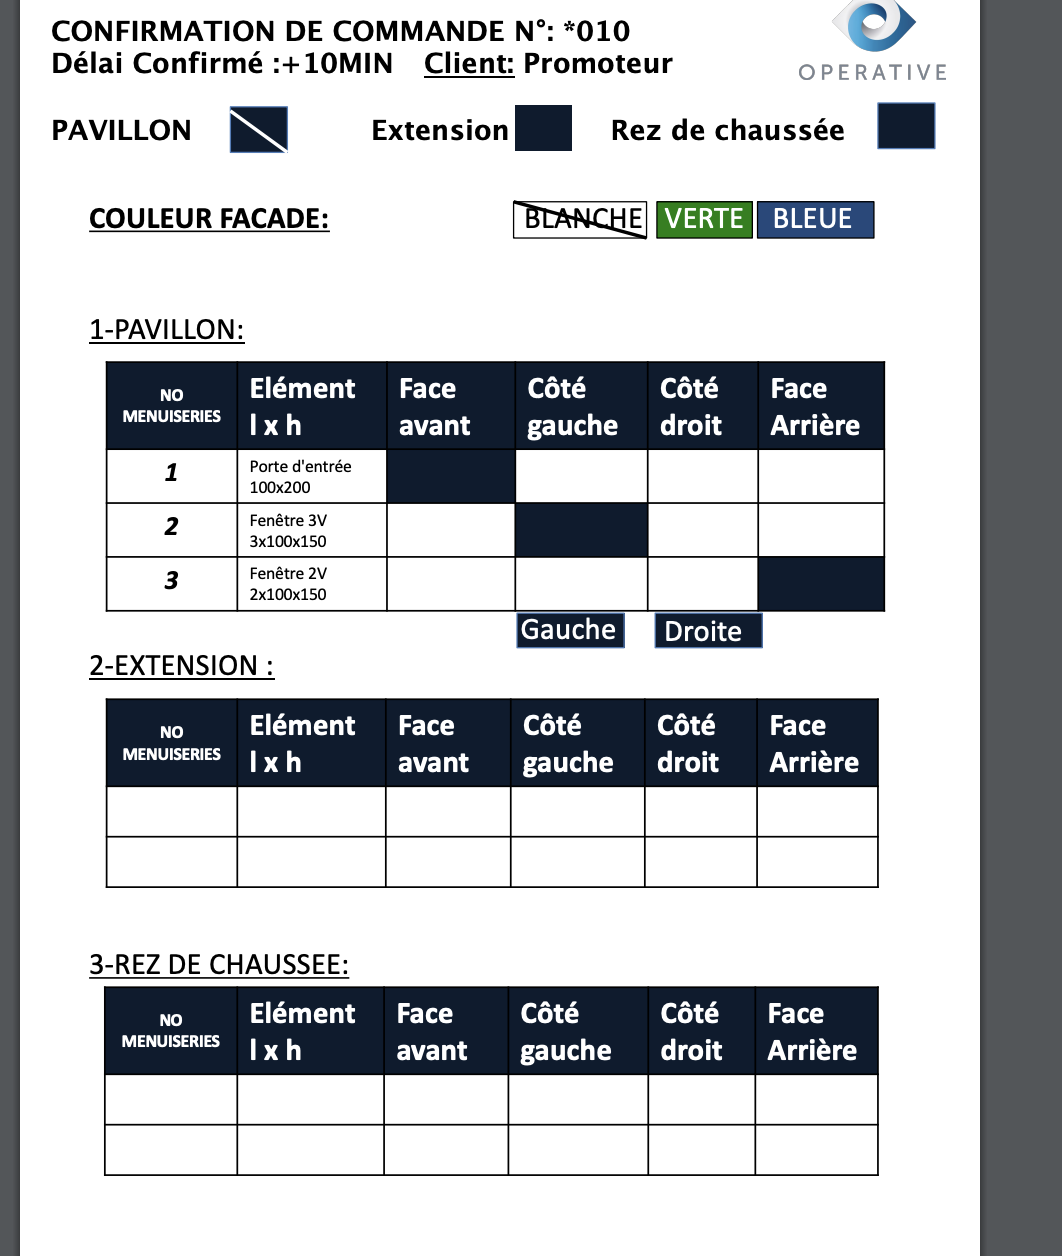 CONFIRMATION DE COMMANDE N°: *010
Délai Confirmé :+10MIN Client: Promoteur
OPERATIVE
PAVILLON Extension Rez de chaussée
COULEUR FACADE: BLANCHE VERTE BLEUE
1-PAVILLON:
NO MENUISERIES Elément l x h Face avant Côté gauche Côté droit Face Arrière
1 Porte d'entrée 100x200
2 Fenêtre 3V 3x100x150
3 Fenêtre 2V 2x100x150
Gauche Droite
2-EXTENSION :
NO MENUISERIES Elément l x h Face avant Côté gauche Côté droit Face Arrière
3-REZ DE CHAUSSEE:
NO MENUISERIES Elément l x h Face avant Côté gauche Côté droit Face Arrière